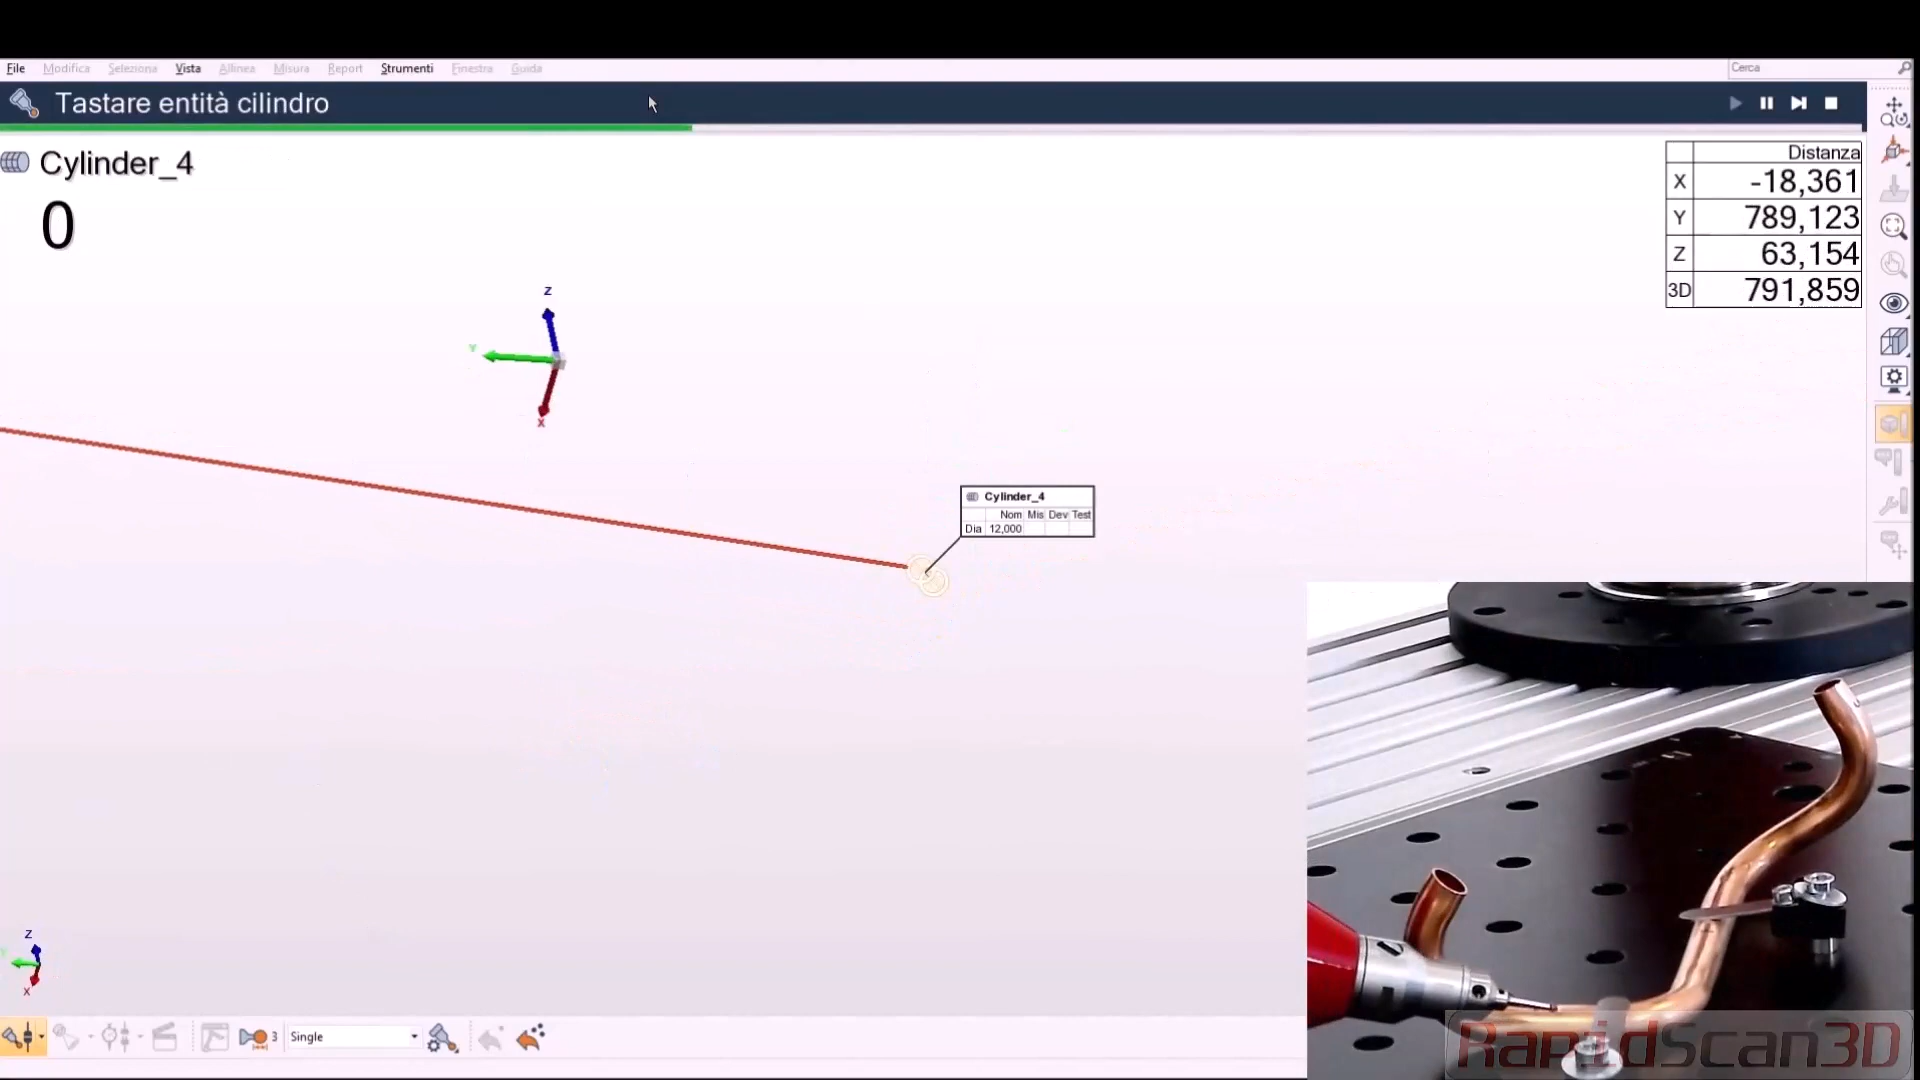 File Modifica Seleziona Vista Allinea Misura Report Strumenti Finestra Guida
Cerca
Tastare entità cilindro
Cylinder_4
0
Distanza
X -18,361
Y 789,123
Z 63,154
3D 791,859
Z
Y
X
Cylinder_4
Nom Mis Dev Test
Dia 12,000
Z
X
3
Single
RapidScan3D